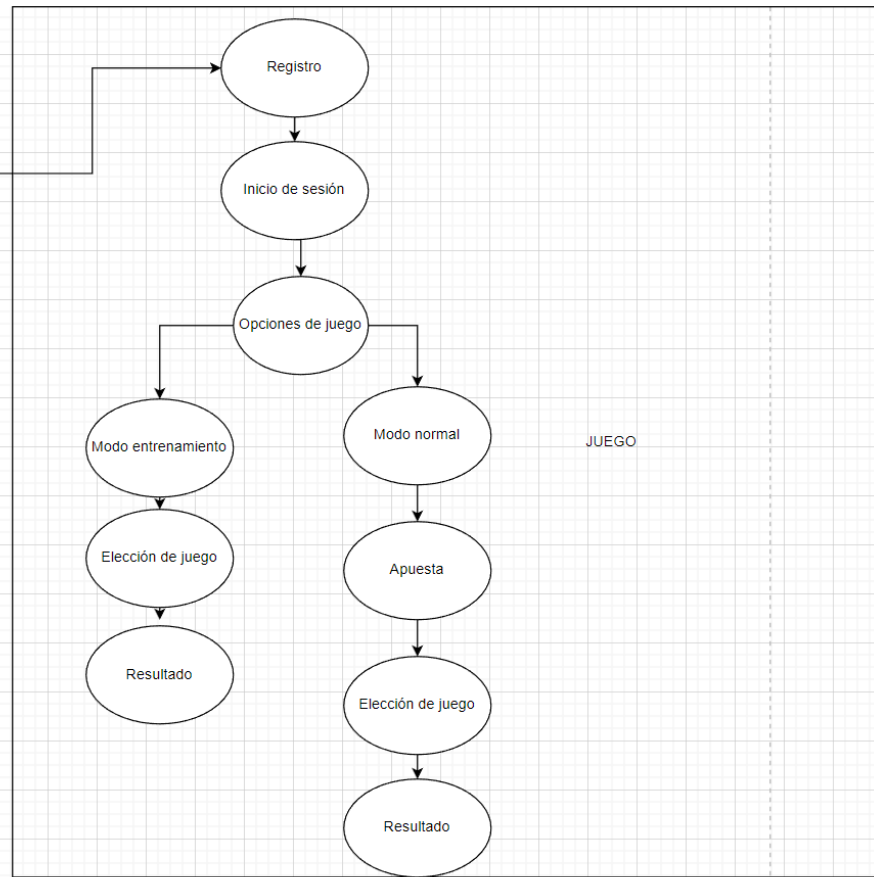 Registro
Inicio de sesión
Opciones de juego
Modo entrenamiento
Modo normal
JUEGO
Elección de juego
Apuesta
Resultado
Elección de juego
Resultado